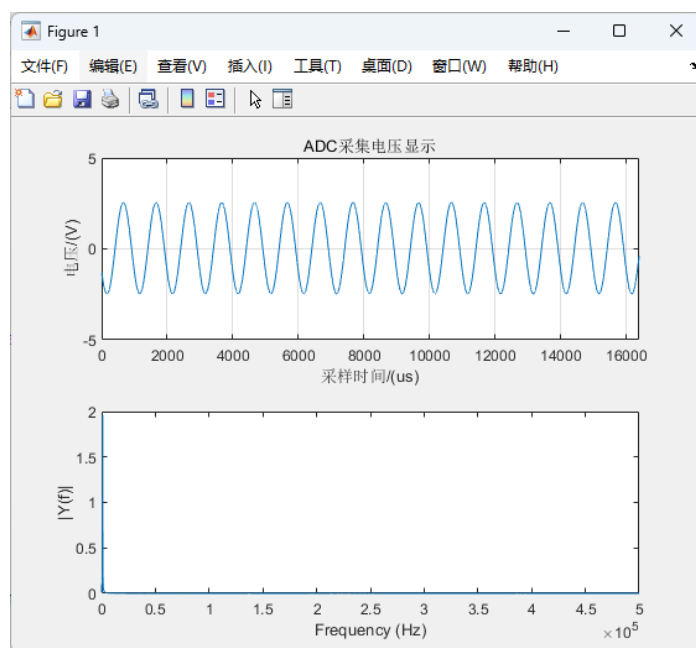 Figure 1
文件(F) 编辑(E) 查看(V) 插入(I) 工具(T) 桌面(D) 窗口(W) 帮助(H)
ADC采集电压显示
电压/(V)
5
0
-5
0 2000 4000 6000 8000 10000 12000 14000 16000
采样时间/(us)
|Y(f)|
2
1.5
1
0.5
0
0 0.5 1 1.5 2 2.5 3 3.5 4 4.5 5
Frequency (Hz)
×10^5